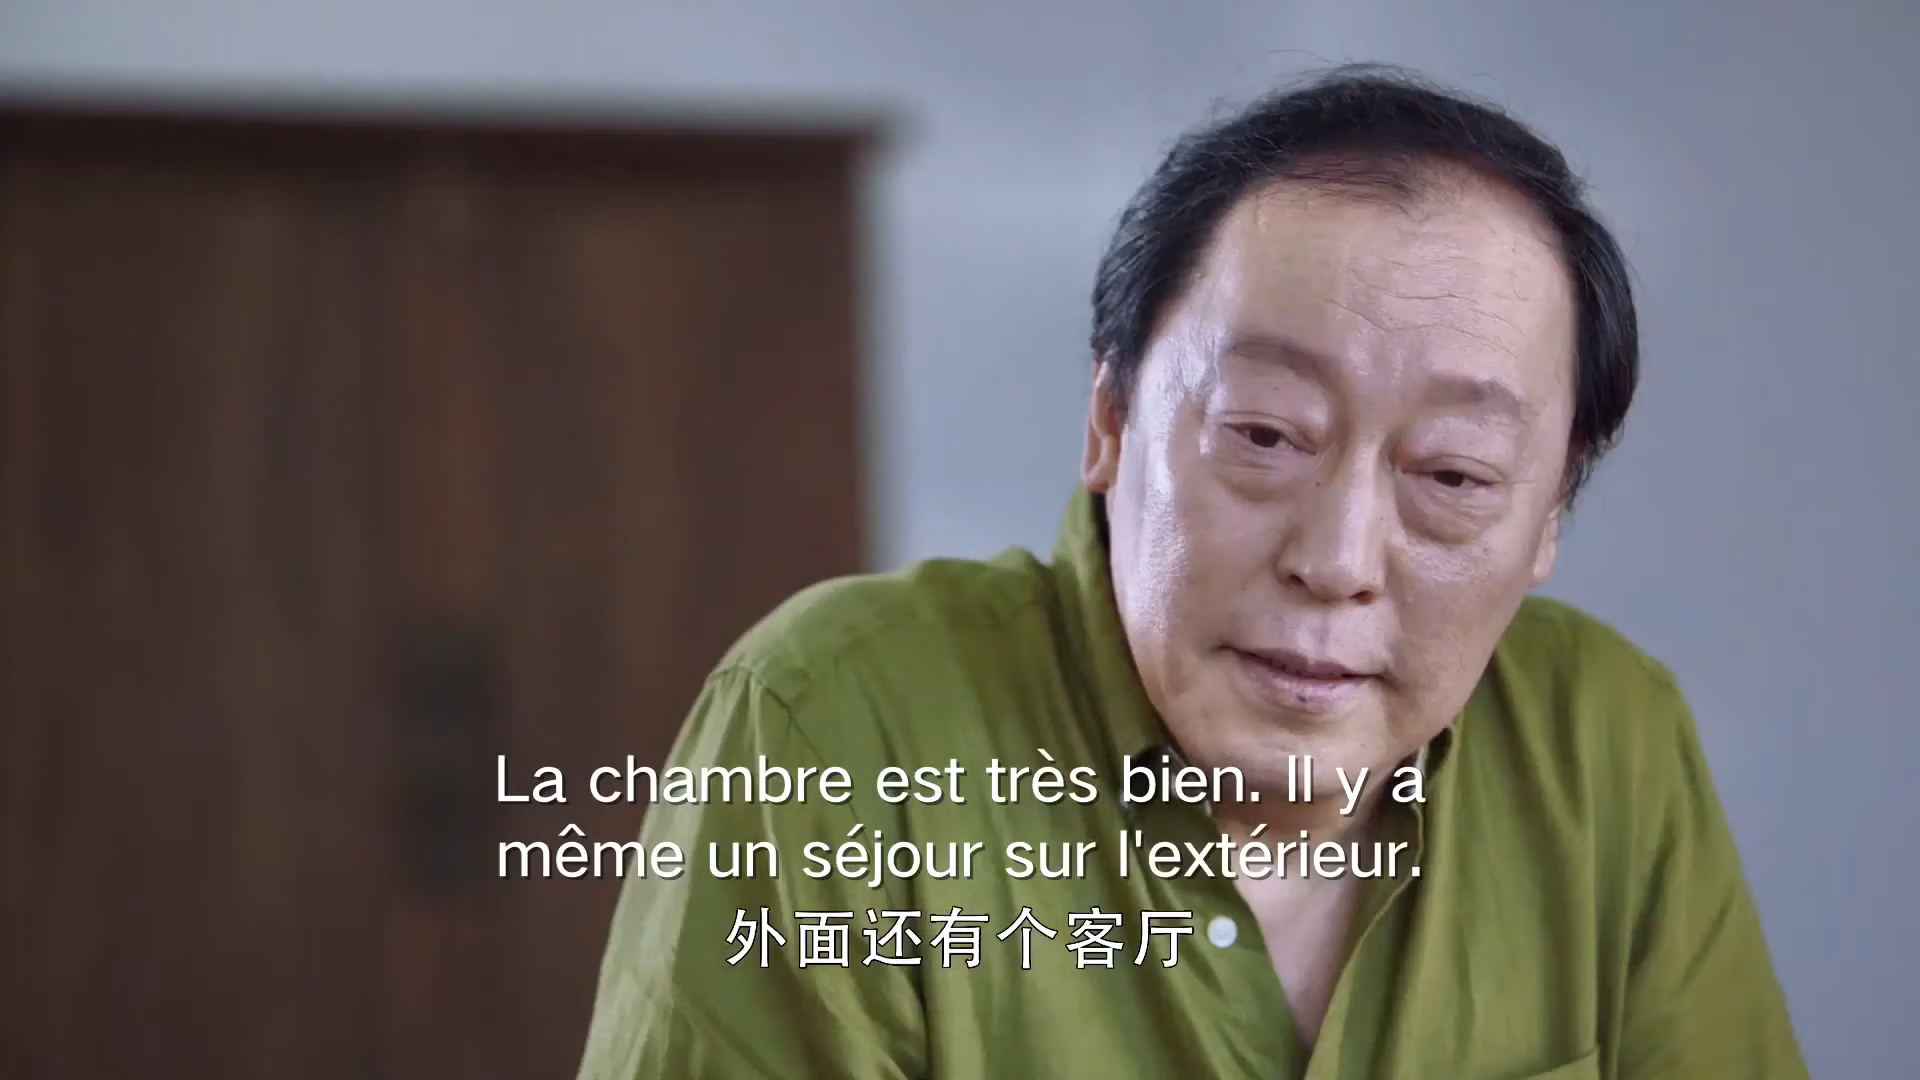 La chambre est très bien. Il y a
même un séjour sur l'extérieur.
外面还有个客厅